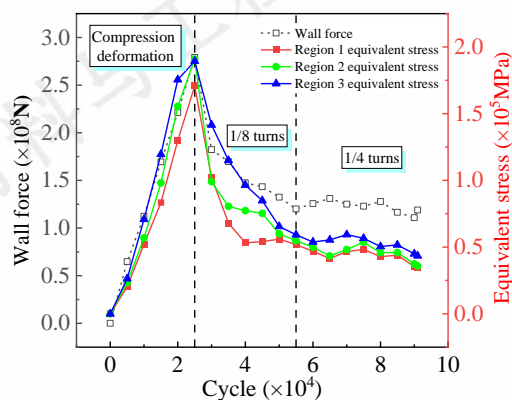 Compression
deformation
Wall force
Region 1 equivalent stress
Region 2 equivalent stress
Region 3 equivalent stress
1/8 turns
1/4 turns
Wall force (×10⁸N)
3.0
2.5
2.0
1.5
1.0
0.5
0.0
Equivalent stress (×10⁵MPa)
2.0
1.5
1.0
0.5
0.0
0 2 4 6 8 10
Cycle (×10⁴)